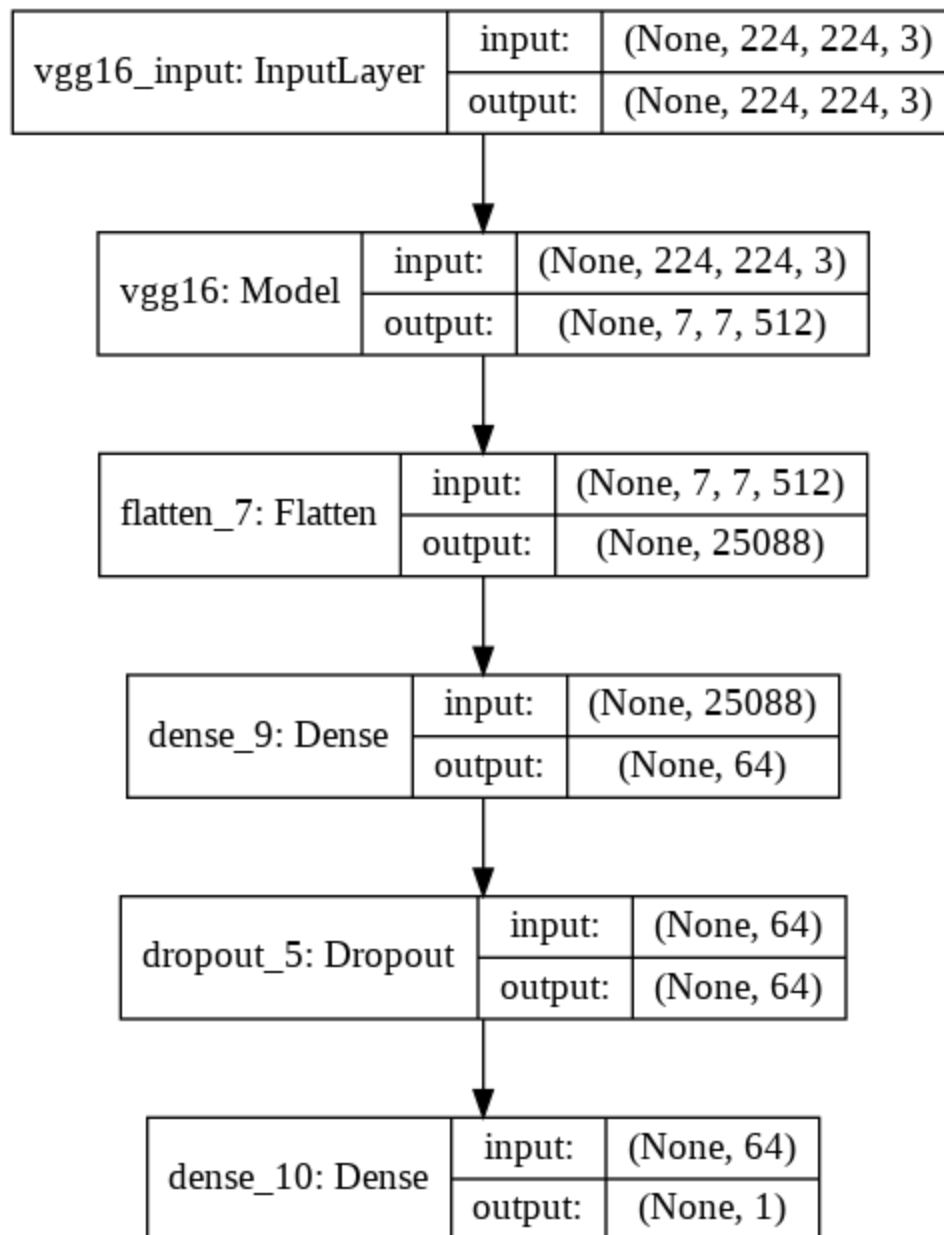 vgg16_input: InputLayer
input: (None, 224, 224, 3)
output: (None, 224, 224, 3)
vgg16: Model
input: (None, 224, 224, 3)
output: (None, 7, 7, 512)
flatten_7: Flatten
input: (None, 7, 7, 512)
output: (None, 25088)
dense_9: Dense
input: (None, 25088)
output: (None, 64)
dropout_5: Dropout
input: (None, 64)
output: (None, 64)
dense_10: Dense
input: (None, 64)
output: (None, 1)